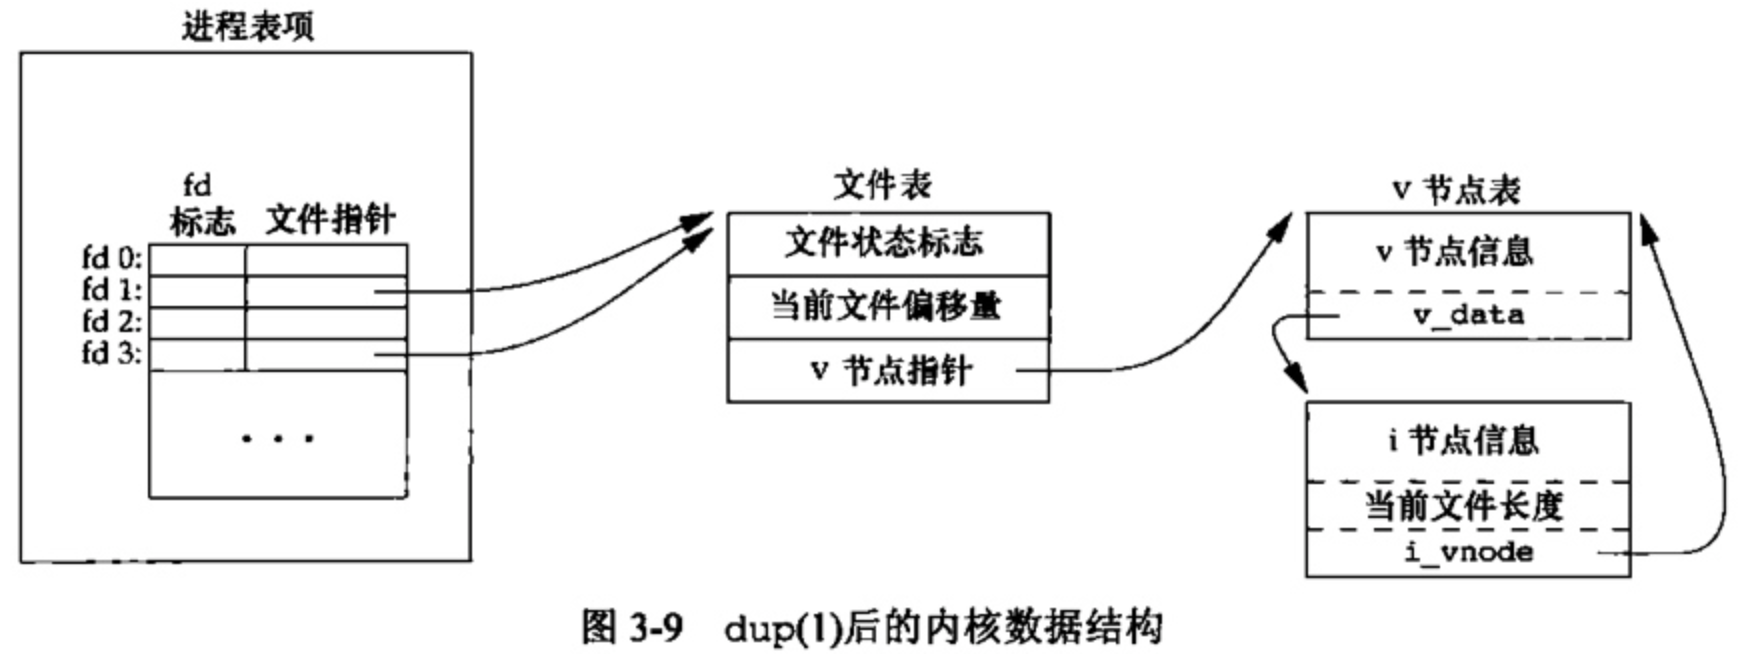 进程表项
fd
标志 文件指针
fd 0:
fd 1:
fd 2:
fd 3:
...
文件表
文件状态标志
当前文件偏移量
v 节点指针
v 节点表
v 节点信息
v_data
i 节点信息
当前文件长度
i_vnode
图 3-9 dup(1)后的内核数据结构